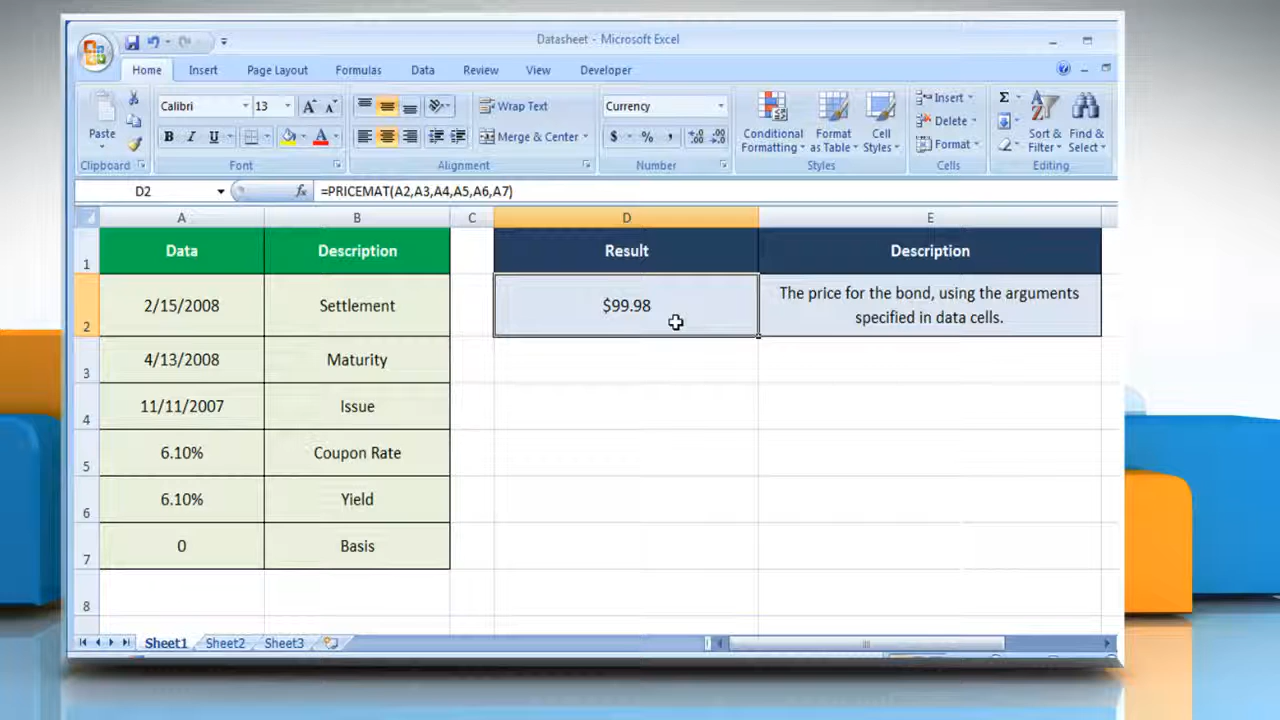 Datasheet - Microsoft Excel
Home Insert Page Layout Formulas Data Review View Developer
Calibri 13 Wrap Text Currency Insert Σ
Paste B I U Merge & Center $ % , Conditional Formatting Format as Table Cell Styles Delete Format Sort & Filter Find & Select
Clipboard Font Alignment Number Styles Cells Editing
D2 fx =PRICEMAT(A2,A3,A4,A5,A6,A7)
A B C D E
1 Data Description Result Description
2 2/15/2008 Settlement $99.98 The price for the bond, using the arguments
specified in data cells.
3 4/13/2008 Maturity
4 11/11/2007 Issue
5 6.10% Coupon Rate
6 6.10% Yield
7 0 Basis
8
Sheet1 Sheet2 Sheet3